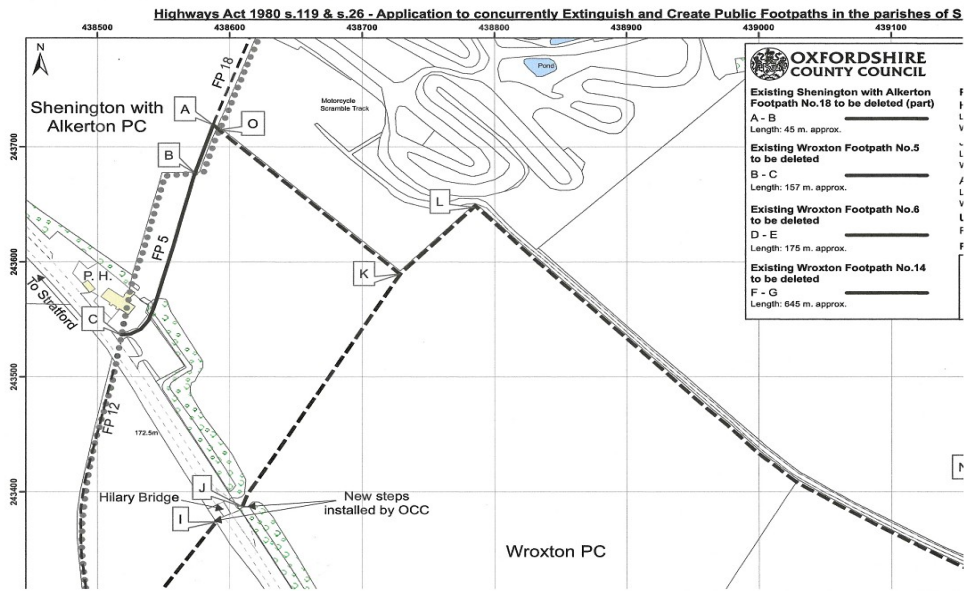 Highways Act 1980 s.119 & s.26 - Application to concurrently Extinguish and Create Public Footpaths in the parishes of S
438500
438600
438700
438800
438900
439000
439100
N
FP 18
Shenington with
Alkerton PC
A
O
B
Motorcycle
Scramble Track
Pond
L
K
FP 5
P. H.
To Stratford
C
FP 12
172.5m
J
Hilary Bridge
I
New steps
installed by OCC
Wroxton PC
N
243700
243600
243500
243400
OXFORDSHIRE
COUNTY COUNCIL
Existing Shenington with Alkerton
Footpath No.18 to be deleted (part)
A - B
Length: 45 m. approx.
Existing Wroxton Footpath No.5
to be deleted
B - C
Length: 157 m. approx.
Existing Wroxton Footpath No.6
to be deleted
D - E
Length: 175 m. approx.
Existing Wroxton Footpath No.14
to be deleted
F - G
Length: 645 m. approx.